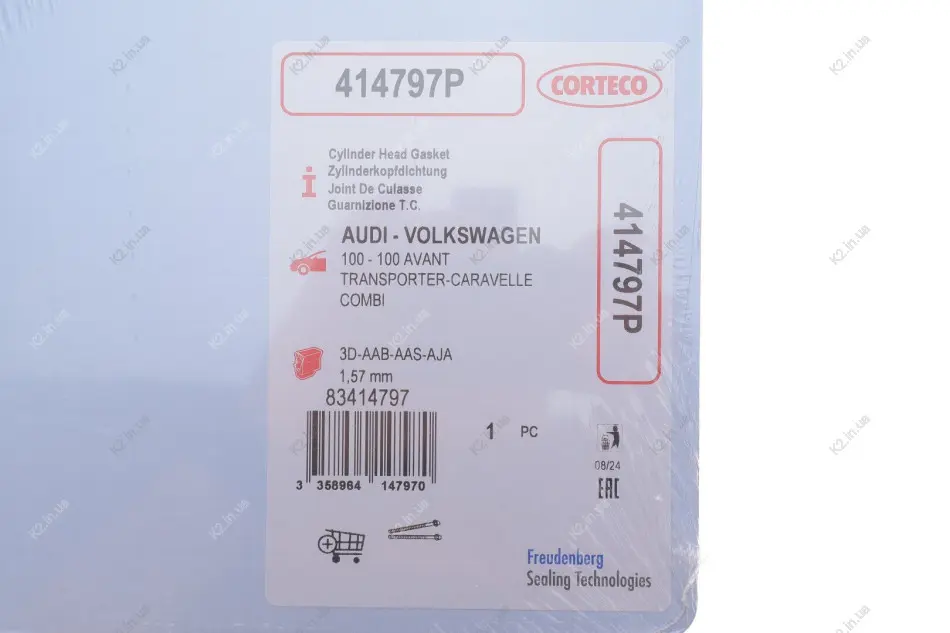 414797P
CORTECO
Cylinder Head Gasket
Zylinderkopfdichtung
Joint De Culasse
Guarnizione T.C.
AUDI - VOLKSWAGEN
100 - 100 AVANT
TRANSPORTER-CARAVELLE
COMBI
414797P
3D-AAB-AAS-AJA
1,57 mm
83414797
1 PC
3 358964 147970
08/24
EAC
Freudenberg
Sealing Technologies
K2.in.ua